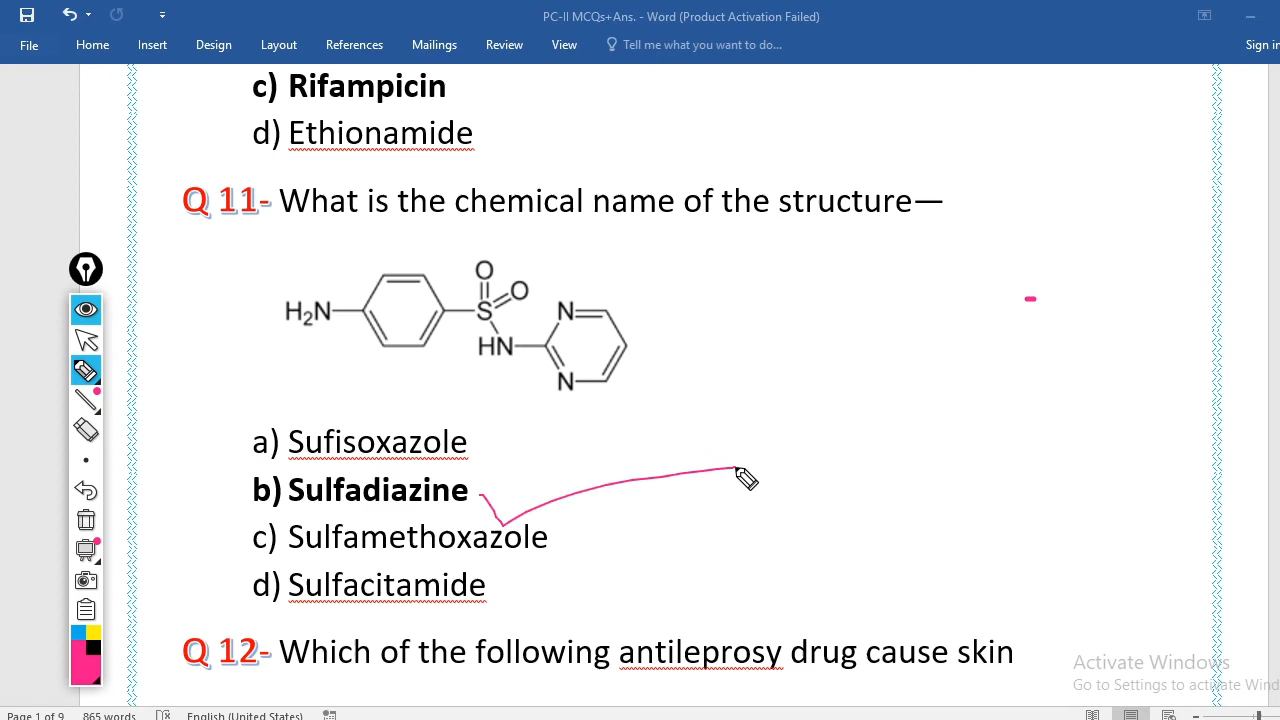 PC-II MCQs+Ans. - Word (Product Activation Failed)
File Home Insert Design Layout References Mailings Review View Tell me what you want to do... Sign in
c) Rifampicin
d) Ethionamide
Q 11- What is the chemical name of the structure—
O
O
H₂N S N
HN
N
a) Sufisoxazole
b) Sulfadiazine
c) Sulfamethoxazole
d) Sulfacitamide
Q 12- Which of the following antileprosy drug cause skin
Activate Windows
Go to Settings to activate Wind
Page 1 of 9 865 words English (United States)